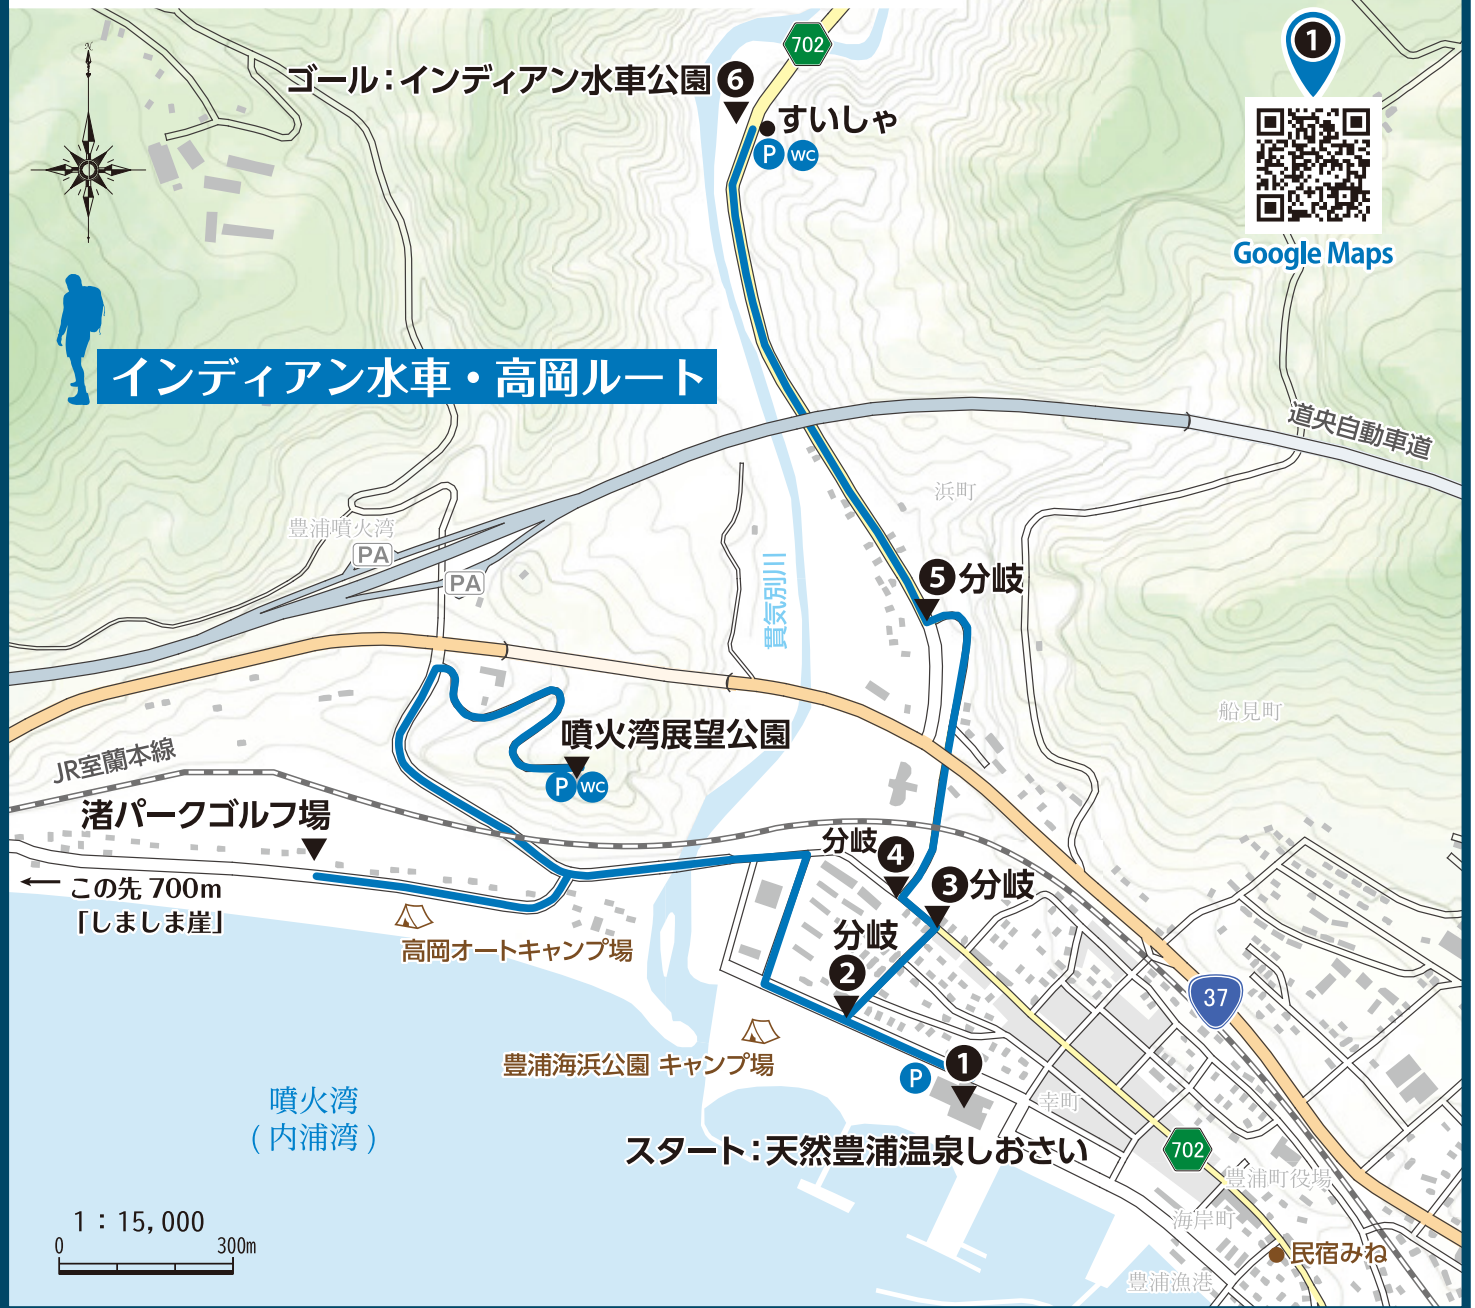 N
702
1
ゴール：インディアン水車公園 6
すいしゃ
P WC
Google Maps
インディアン水車・高岡ルート
道央自動車道
浜町
豊浦噴火湾
PA
PA
貫気別川
5 分岐
船見町
噴火湾展望公園
P WC
JR室蘭本線
渚パークゴルフ場
分岐 4
3 分岐
← この先 700m
「しましま崖」
高岡オートキャンプ場
分岐
2
37
豊浦海浜公園 キャンプ場
1
P
幸町
噴火湾
( 内浦湾 )
スタート：天然豊浦温泉しおさい
702
豊浦町役場
海岸町
1 : 15,000
0 300m
民宿みね
豊浦漁港